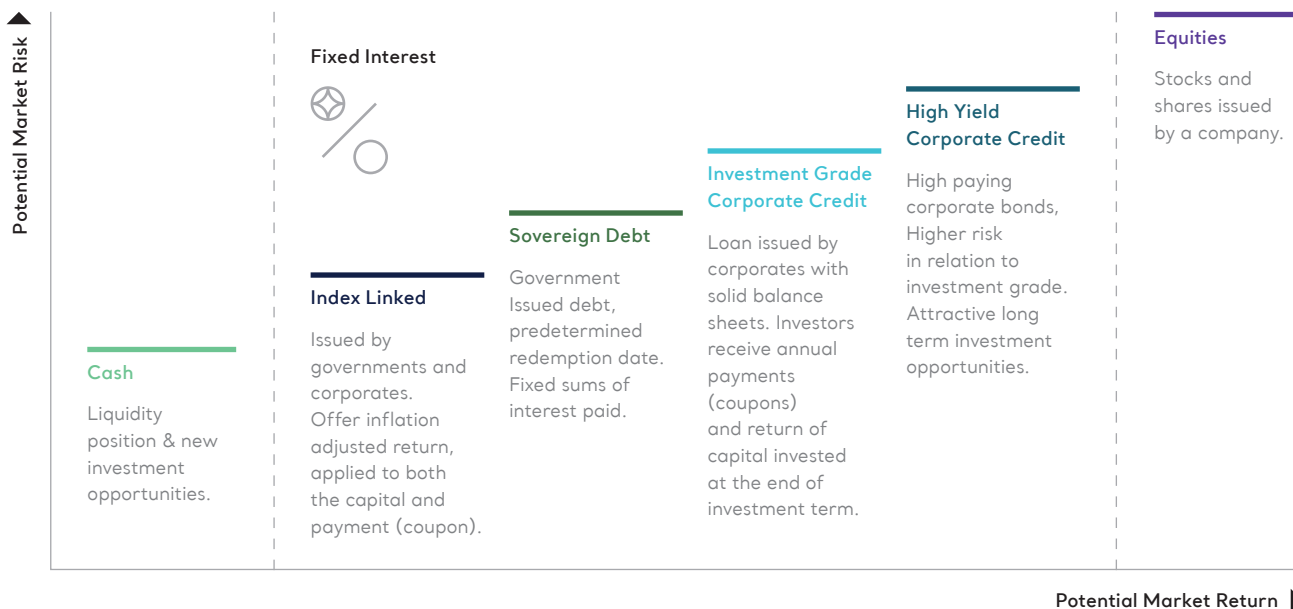 Potential Market Risk
Fixed Interest
Cash
Liquidity
position & new
investment
opportunities.
Index Linked
Issued by
governments and
corporates.
Offer inflation
adjusted return,
applied to both
the capital and
payment (coupon).
Sovereign Debt
Government
Issued debt,
predetermined
redemption date.
Fixed sums of
interest paid.
Investment Grade
Corporate Credit
Loan issued by
corporates with
solid balance
sheets. Investors
receive annual
payments
(coupons)
and return of
capital invested
at the end of
investment term.
High Yield
Corporate Credit
High paying
corporate bonds,
Higher risk
in relation to
investment grade.
Attractive long
term investment
opportunities.
Equities
Stocks and
shares issued
by a company.
Potential Market Return